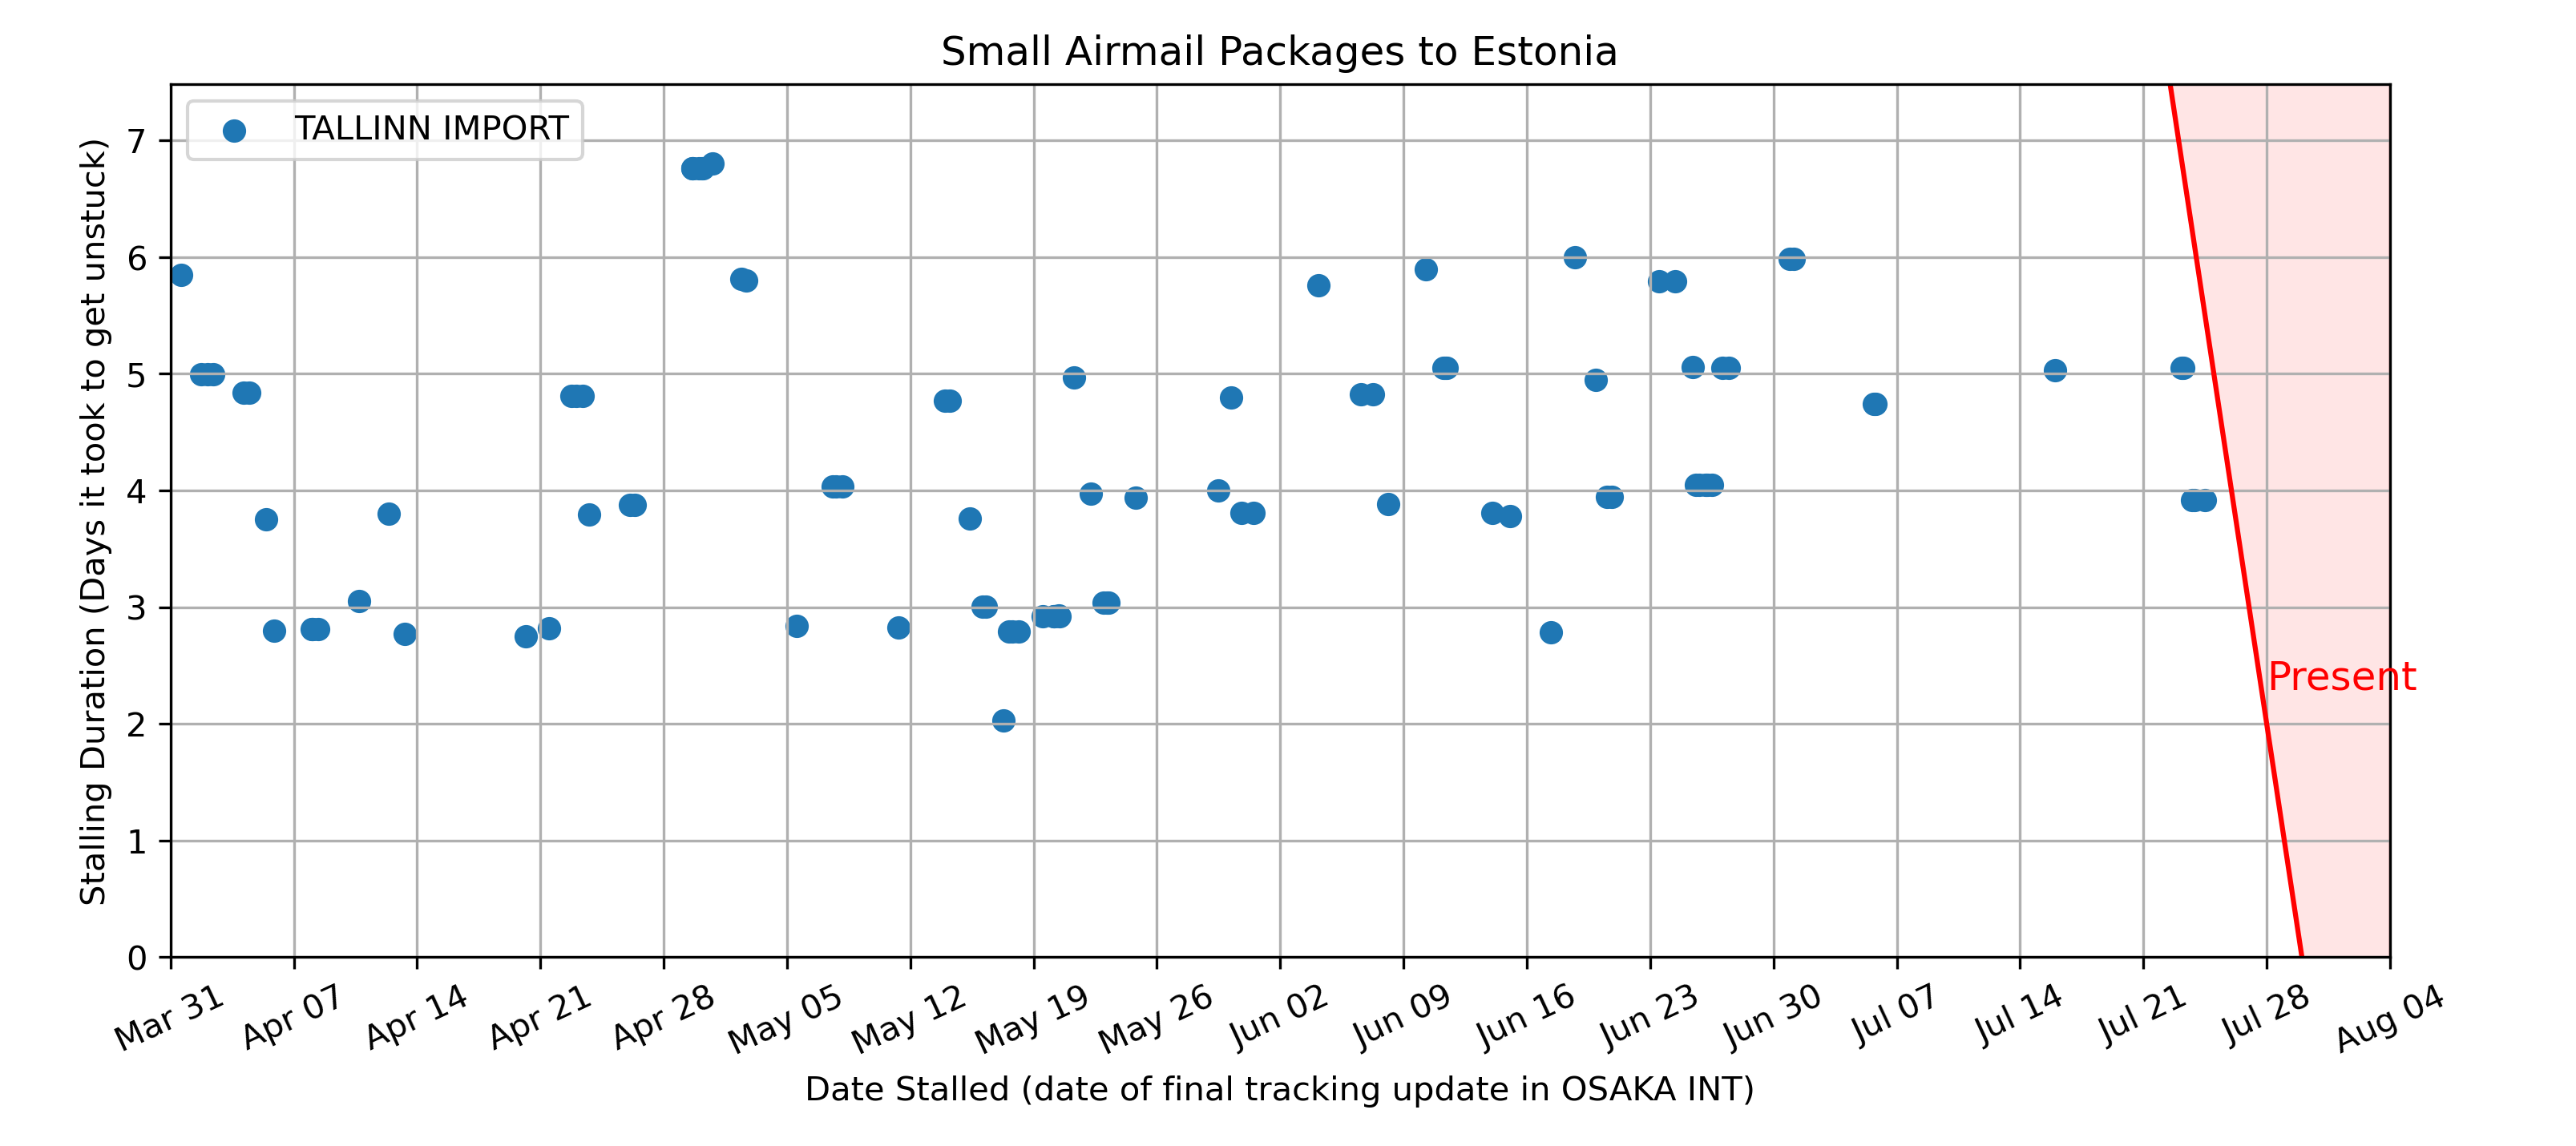 Small Airmail Packages to Estonia
TALLINN IMPORT
Stalling Duration (Days it took to get unstuck)
7
6
5
4
3
2
1
0
Present
Mar 31
Apr 07
Apr 14
Apr 21
Apr 28
May 05
May 12
May 19
May 26
Jun 02
Jun 09
Jun 16
Jun 23
Jun 30
Jul 07
Jul 14
Jul 21
Jul 28
Aug 04
Date Stalled (date of final tracking update in OSAKA INT)